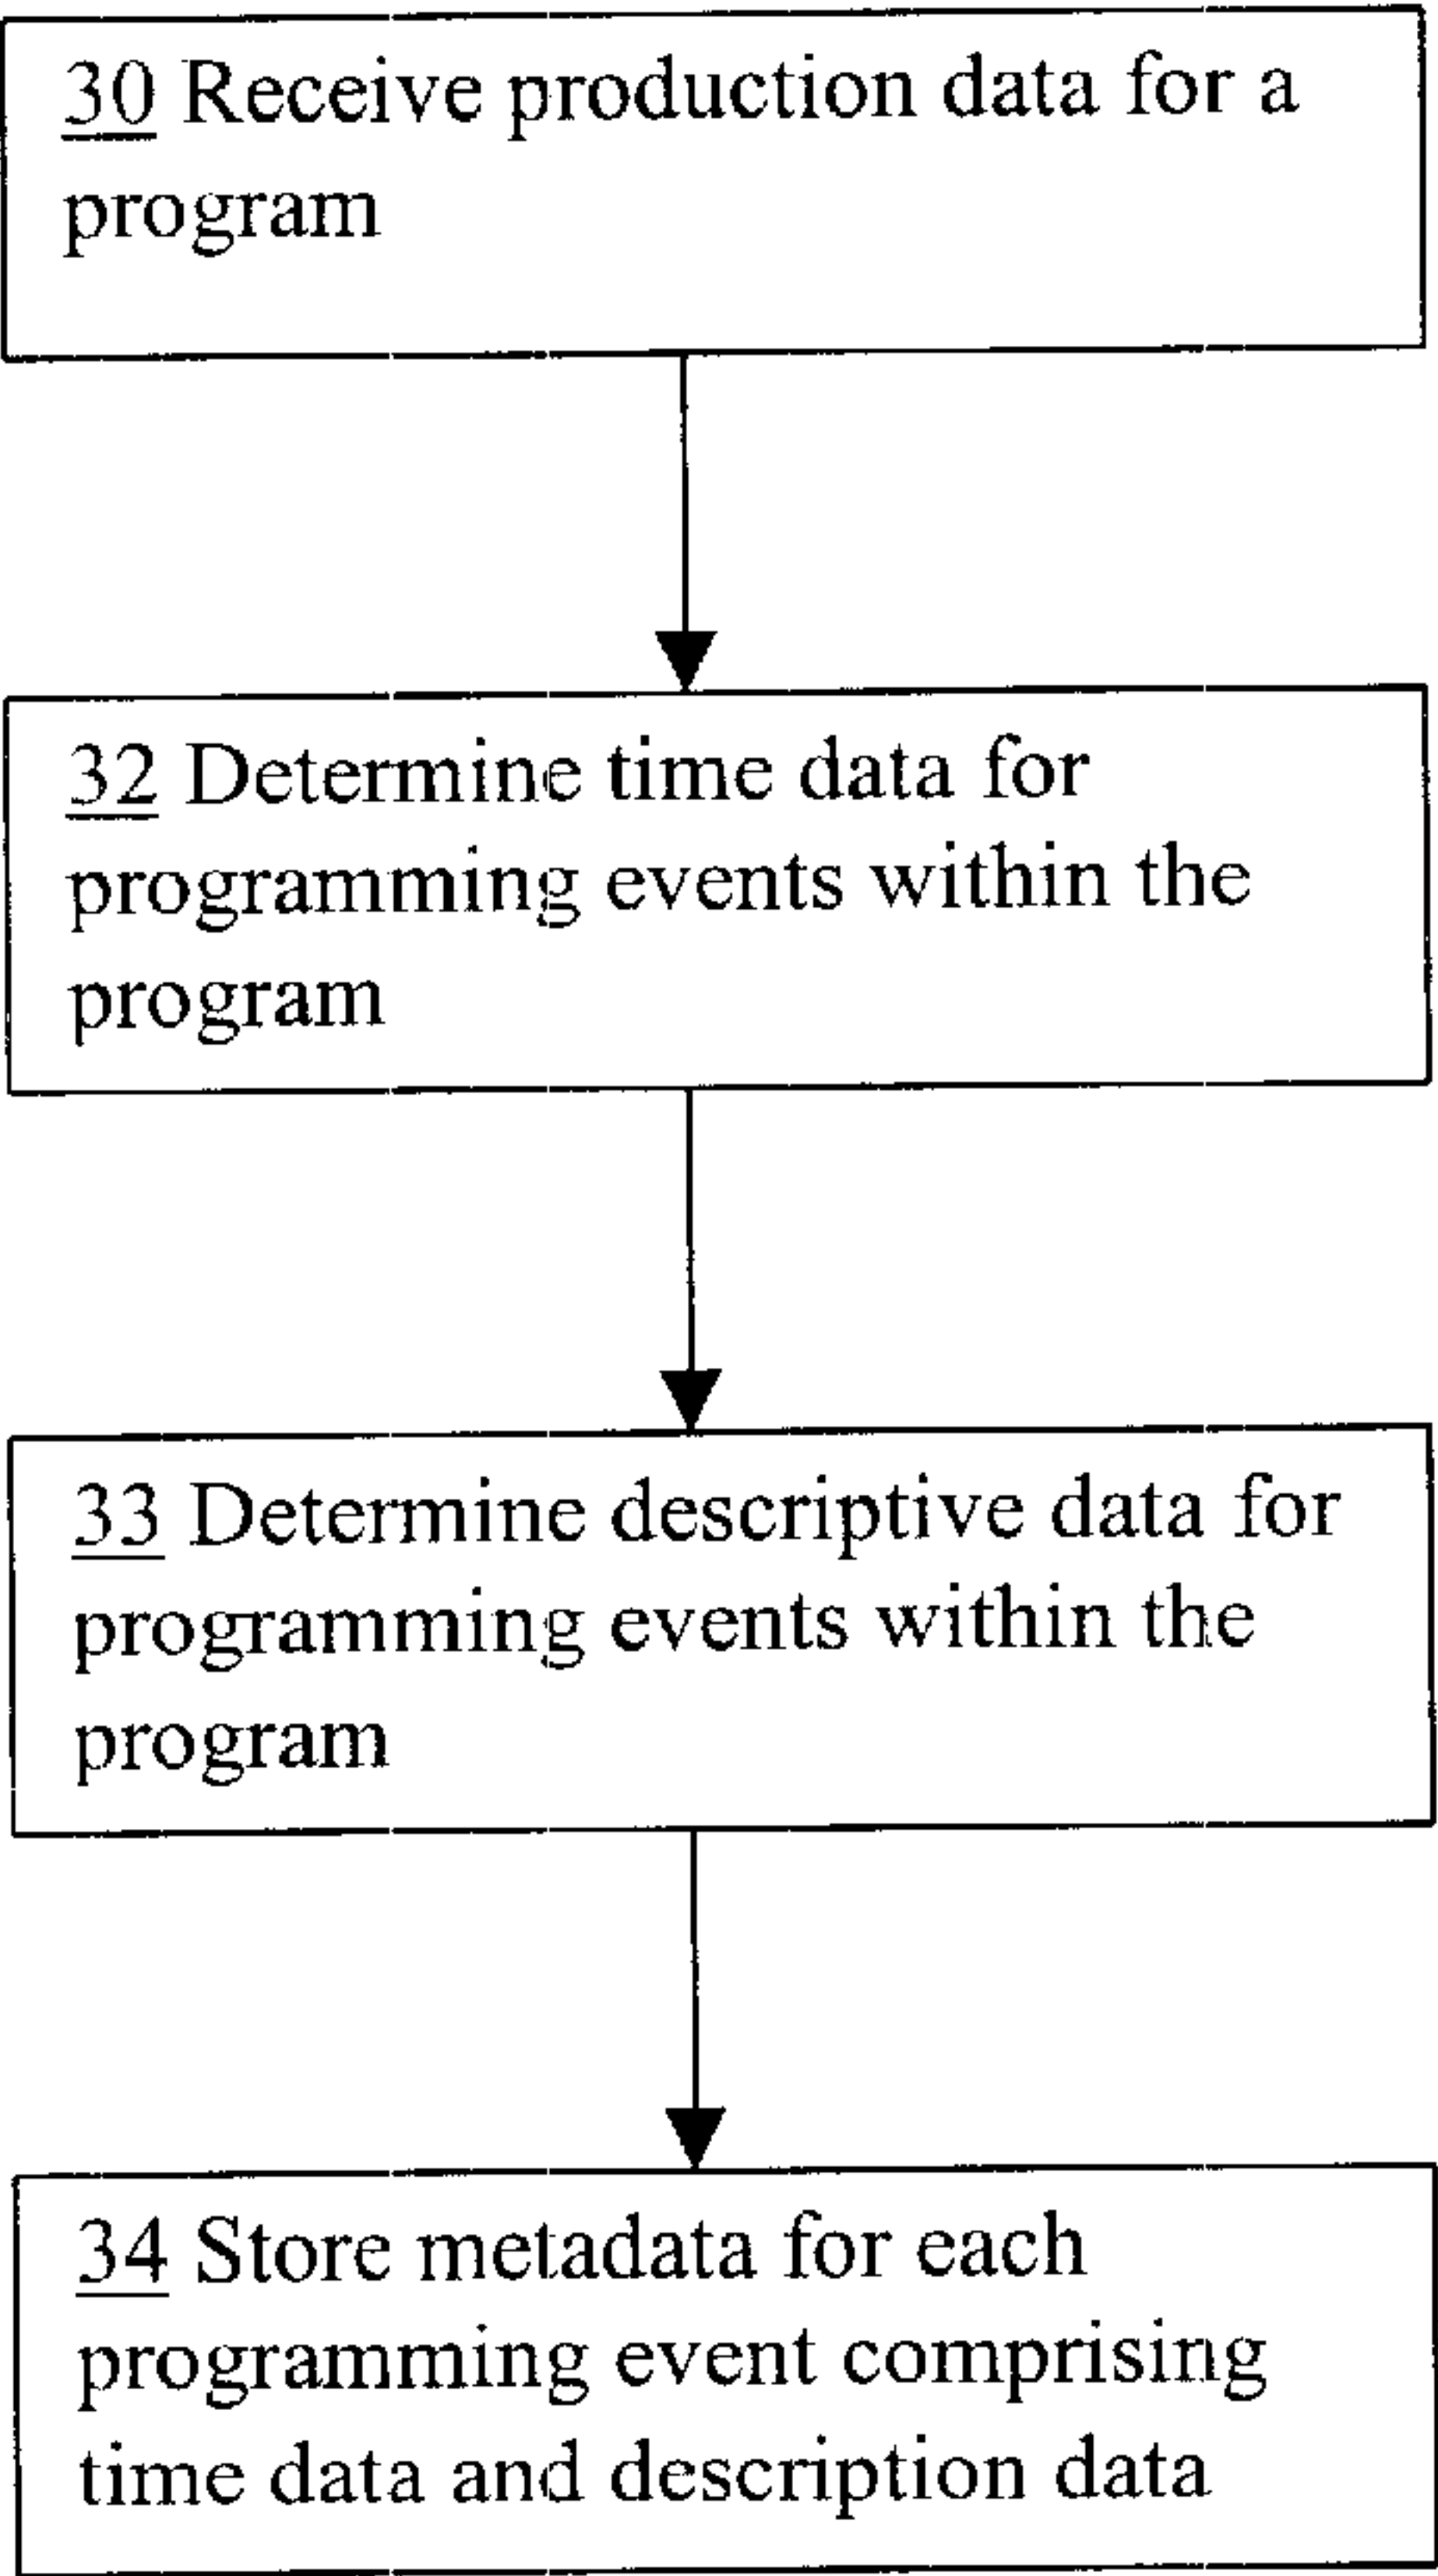 30 Receive production data for a
program
32 Determine time data for
programming events within the
program
33 Determine descriptive data for
programming events within the
program
34 Store metadata for each
programming event comprising
time data and description data